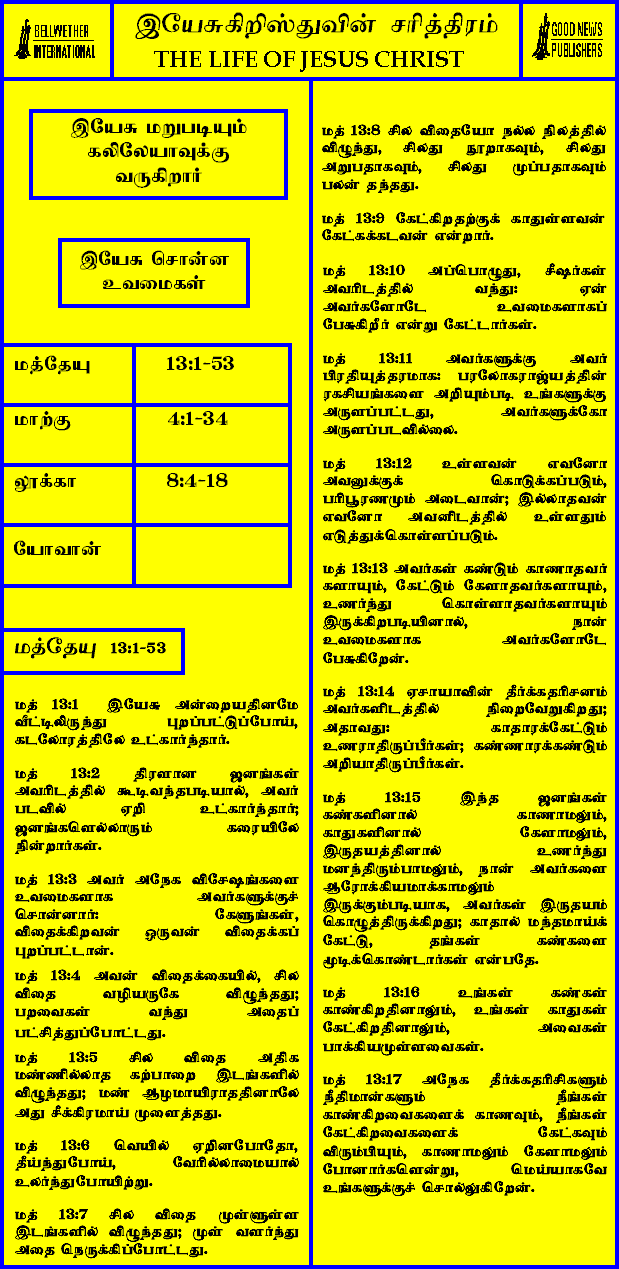 BELLWETHER
INTERNATIONAL
இயேசுகிறிஸ்துவின் சரித்திரம்
THE LIFE OF JESUS CHRIST
GOOD NEWS
PUBLISHERS
இயேசு மறுபடியும்
கலிலேயாவுக்கு
வருகிறார்
இயேசு சொன்ன
உவமைகள்
மத்தேயு 13:1-53
மாற்கு 4:1-34
லூக்கா 8:4-18
யோவான்
மத்தேயு 13:1-53
மத் 13:1 இயேசு அன்றையதினமே
வீட்டிலிருந்து புறப்பட்டுப்போய்,
கடலோரத்திலே உட்கார்ந்தார்.
மத் 13:2 திரளான ஜனங்கள்
அவரிடத்தில் கூடிவந்தபடியால், அவர்
படவில் ஏறி உட்கார்ந்தார்;
ஜனங்களெல்லாரும் கரையிலே
நின்றார்கள்.
மத் 13:3 அவர் அநேக விசேஷங்களை
உவமைகளாக அவர்களுக்குச்
சொன்னார்: கேளுங்கள்,
விதைக்கிறவன் ஒருவன் விதைக்கப்
புறப்பட்டான்.
மத் 13:4 அவன் விதைக்கையில், சில
விதை வழியருகே விழுந்தது;
பறவைகள் வந்து அதைப்
பட்சித்துப்போட்டது.
மத் 13:5 சில விதை அதிக
மண்ணில்லாத கற்பாறை இடங்களில்
விழுந்தது; மண் ஆழமாயிராததினாலே
அது சீக்கிரமாய் முளைத்தது.
மத் 13:6 வெயில் ஏறினபோதோ,
தீய்ந்துபோய், வேரில்லாமையால்
உலர்ந்துபோயிற்று.
மத் 13:7 சில விதை முள்ளுள்ள
இடங்களில் விழுந்தது; முள் வளர்ந்து
அதை நெருக்கிப்போட்டது.
மத் 13:8 சில விதையோ நல்ல நிலத்தில்
விழுந்து, சிலது நூறாகவும், சிலது
அறுபதாகவும், சிலது முப்பதாகவும்
பலன் தந்தது.
மத் 13:9 கேட்கிறதற்குக் காதுள்ளவன்
கேட்கக்கடவன் என்றார்.
மத் 13:10 அப்பொழுது, சீஷர்கள்
அவரிடத்தில் வந்து: ஏன்
அவர்களோடே உவமைகளாகப்
பேசுகிறீர் என்று கேட்டார்கள்.
மத் 13:11 அவர்களுக்கு அவர்
பிரதியுத்தரமாக: பரலோகராஜ்யத்தின்
ரகசியங்களை அறியும்படி உங்களுக்கு
அருளப்பட்டது, அவர்களுக்கோ
அருளப்படவில்லை.
மத் 13:12 உள்ளவன் எவனோ
அவனுக்குக் கொடுக்கப்படும்,
பரிபூரணமும் அடைவான்; இல்லாதவன்
எவனோ அவனிடத்தில் உள்ளதும்
எடுத்துக்கொள்ளப்படும்.
மத் 13:13 அவர்கள் கண்டும் காணாதவர்
களாயும், கேட்டும் கேளாதவர்களாயும்,
உணர்ந்து கொள்ளாதவர்களாயும்
இருக்கிறபடியினால், நான்
உவமைகளாக அவர்களோடே
பேசுகிறேன்.
மத் 13:14 ஏசாயாவின் தீர்க்கதரிசனம்
அவர்களிடத்தில் நிறைவேறுகிறது;
அதாவது: காதாரக்கேட்டும்
உணராதிருப்பீர்கள்; கண்ணாரக்கண்டும்
அறியாதிருப்பீர்கள்.
மத் 13:15 இந்த ஜனங்கள்
கண்களினால் காணாமலும்,
காதுகளினால் கேளாமலும்,
இருதயத்தினால் உணர்ந்து
மனந்திரும்பாமலும், நான் அவர்களை
ஆரோக்கியமாக்காமலும்
இருக்கும்படியாக, அவர்கள் இருதயம்
கொழுத்திருக்கிறது; காதால் மந்தமாய்க்
கேட்டு, தங்கள் கண்களை
மூடிக்கொண்டார்கள் என்பதே.
மத் 13:16 உங்கள் கண்கள்
காண்கிறதினாலும், உங்கள் காதுகள்
கேட்கிறதினாலும், அவைகள்
பாக்கியமுள்ளவைகள்.
மத் 13:17 அநேக தீர்க்கதரிசிகளும்
நீதிமான்களும் நீங்கள்
காண்கிறவைகளைக் காணவும், நீங்கள்
கேட்கிறவைகளைக் கேட்கவும்
விரும்பியும், காணாமலும் கேளாமலும்
போனார்களென்று, மெய்யாகவே
உங்களுக்குச் சொல்லுகிறேன்.